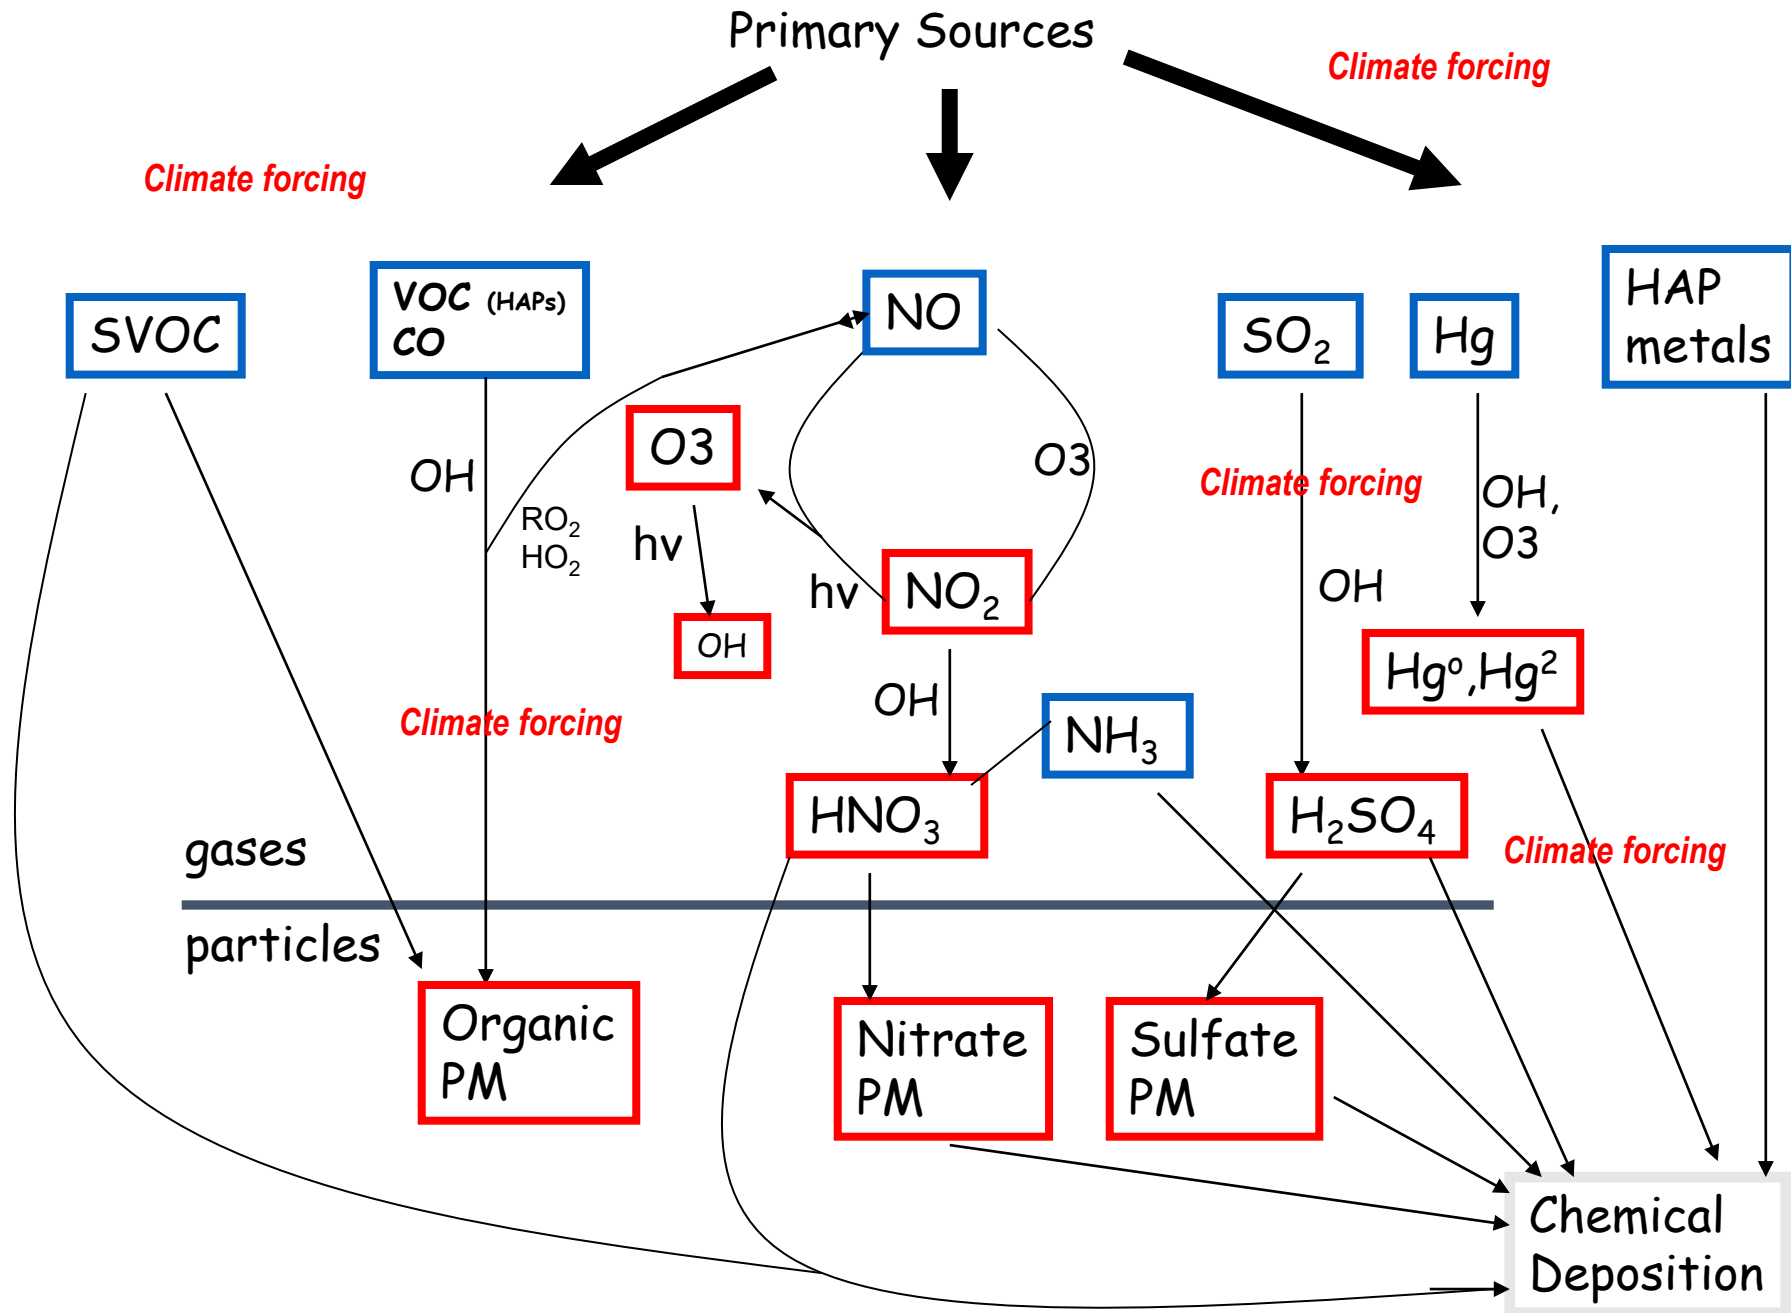 Primary Sources
Climate forcing
Climate forcing
SVOC
VOC (HAPs)
CO
NO
SO₂
Hg
HAP
metals
O3
OH
RO₂
HO₂
hv
hv
O3
Climate forcing
OH,
O3
OH
NO₂
OH
Hg⁰,Hg²
Climate forcing
OH
NH₃
HNO₃
H₂SO₄
Climate forcing
gases
particles
Organic
PM
Nitrate
PM
Sulfate
PM
Chemical
Deposition